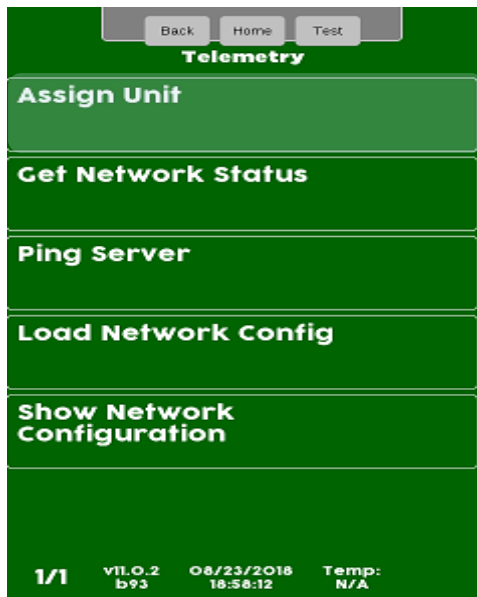 Back Home Test
Telemetry
Assign Unit
Get Network Status
Ping Server
Load Network Config
Show Network
Configuration
1/1 v11.0.2 08/23/2018 Temp:
b93 18:58:12 N/A